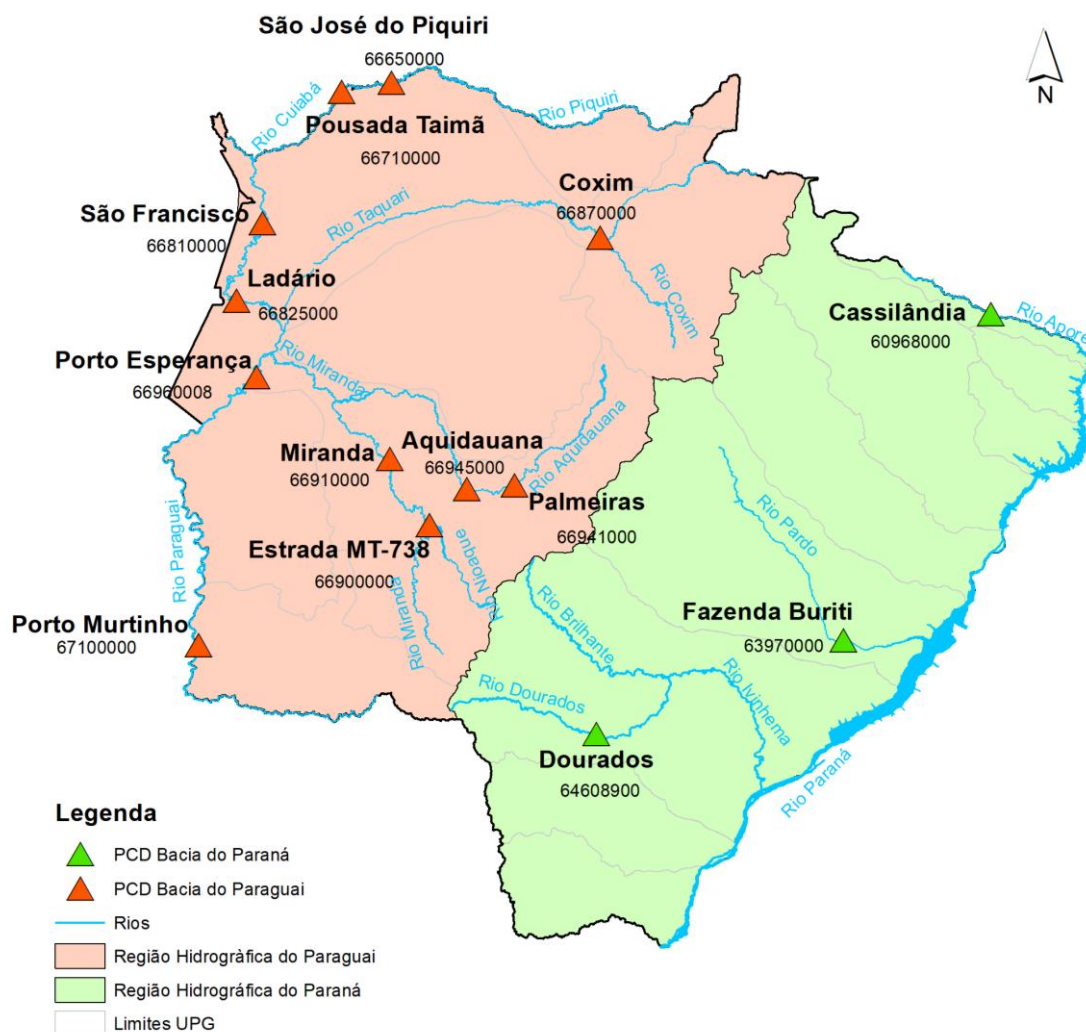 São José do Piquiri
66650000
N
Rio Cuiabá
Rio Piquiri
Pousada Taimã
66710000
Coxim
66870000
São Francisco
66810000
Rio Taquari
Ladário
66825000
Rio Coxim
Cassilândia
60968000
Rio Aporé
Porto Esperança
66960008
Rio Miranda
Aquidauana
66945000
Rio Aquidauana
Miranda
66910000
Palmeiras
66941000
Rio Pardo
Estrada MT-738
66900000
Rio Nioaque
Rio Miranda
Rio Paraguai
Rio Brilhante
Fazenda Buriti
63970000
Porto Murtinho
67100000
Rio Dourados
Rio Ivinhema
Dourados
64608900
Rio Paraná
Legenda
PCD Bacia do Paraná
PCD Bacia do Paraguai
Rios
Região Hidrogràfica do Paraguai
Região Hidrográfica do Paraná
Limites UPG